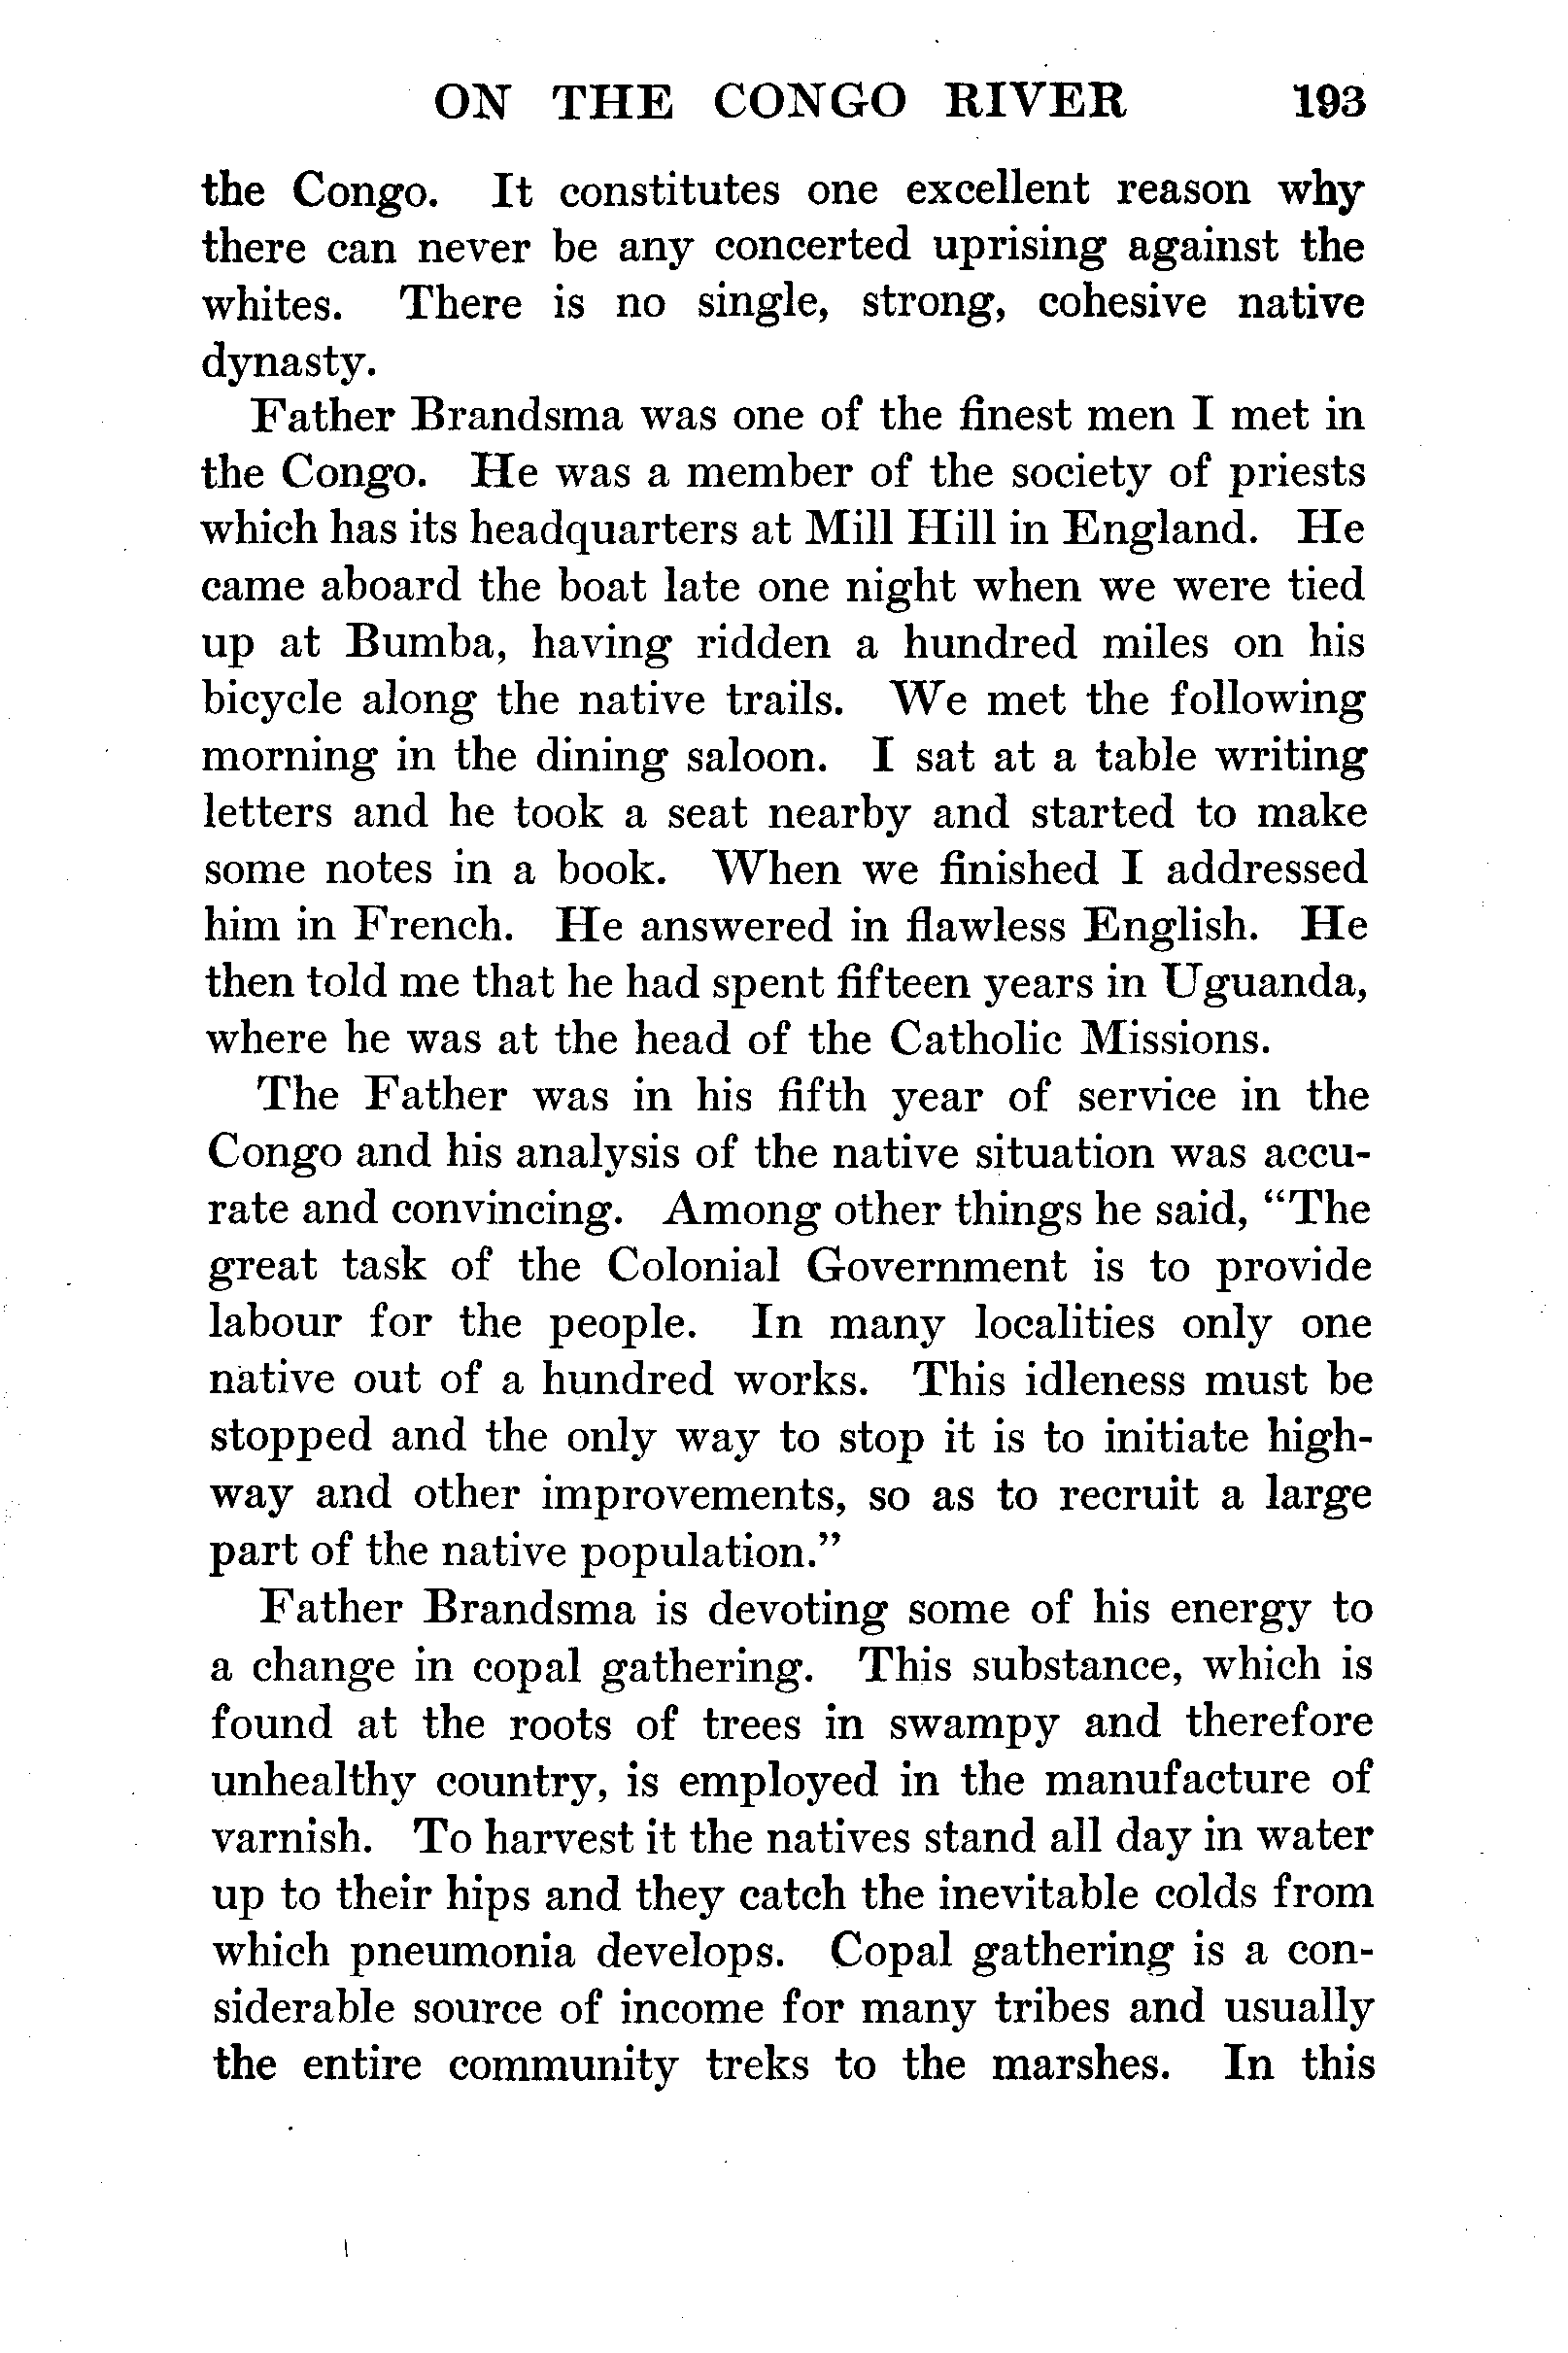 ON THE CONGO RIVER 193
the Congo. It constitutes one excellent reason why
there can never be any concerted uprising against the
whites. There is no single, strong, cohesive native
dynasty.
Father Brandsma was one of the finest men I met in
the Congo. He was a member of the society of priests
which has its headquarters at Mill Hill in England. He
came aboard the boat late one night when we were tied
up at Bumba, having ridden a hundred miles on his
bicycle along the native trails. We met the following
morning in the dining saloon. I sat at a table writing
letters and he took a seat nearby and started to make
some notes in a book. When we finished I addressed
him in French. He answered in flawless English. He
then told me that he had spent fifteen years in Uguanda,
where he was at the head of the Catholic Missions.
The Father was in his fifth year of service in the
Congo and his analysis of the native situation was accu-
rate and convincing. Among other things he said, “The
great task of the Colonial Government is to provide
labour for the people. In many localities only one
native out of a hundred works. This idleness must be
stopped and the only way to stop it is to initiate high-
way and other improvements, so as to recruit a large
part of the native population.”
Father Brandsma is devoting some of his energy to
a change in copal gathering. This substance, which is
found at the roots of trees in swampy and therefore
unhealthy country, is employed in the manufacture of
varnish. To harvest it the natives stand all day in water
up to their hips and they catch the inevitable colds from
which pneumonia develops. Copal gathering is a con-
siderable source of income for many tribes and usually
the entire community treks to the marshes. In this